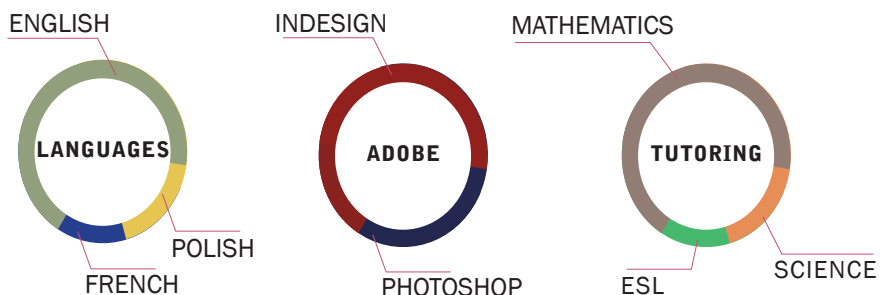 ENGLISH
LANGUAGES
POLISH
FRENCH
INDESIGN
ADOBE
PHOTOSHOP
MATHEMATICS
TUTORING
SCIENCE
ESL